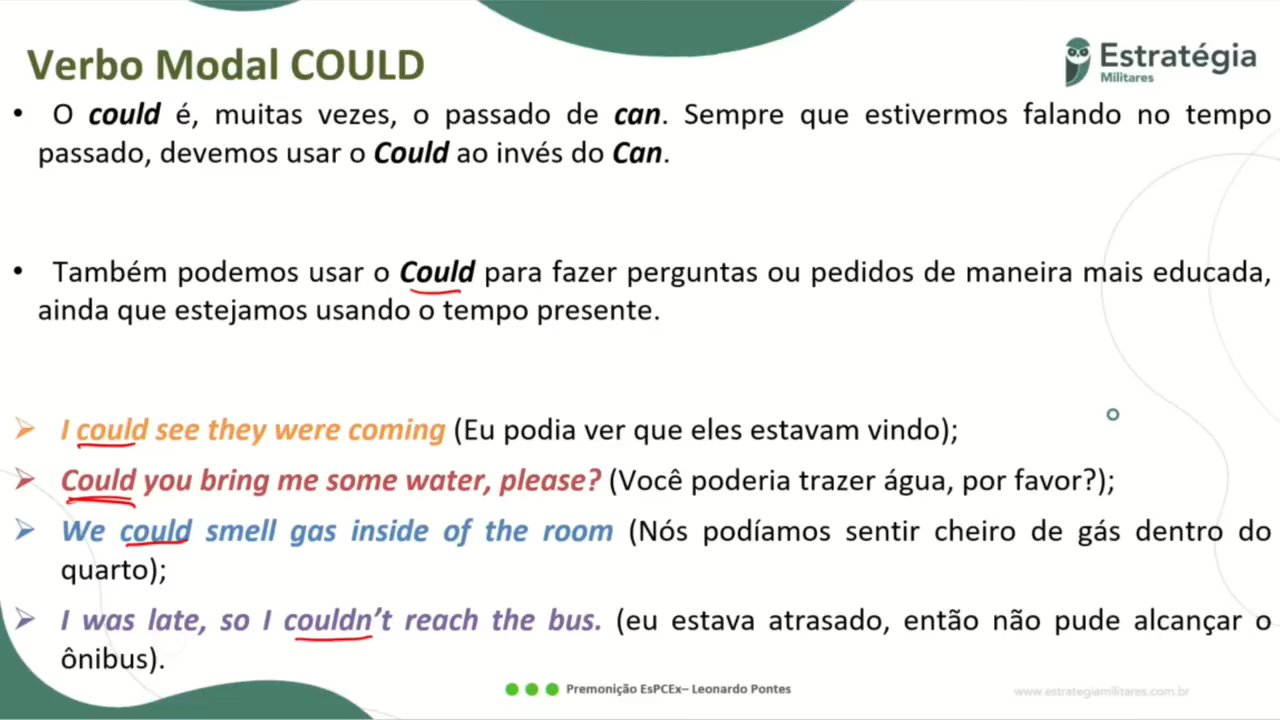 Verbo Modal COULD
Estratégia
Militares
• O could é, muitas vezes, o passado de can. Sempre que estivermos falando no tempo
passado, devemos usar o Could ao invés do Can.
• Também podemos usar o Could para fazer perguntas ou pedidos de maneira mais educada,
ainda que estejamos usando o tempo presente.
➢ I could see they were coming (Eu podia ver que eles estavam vindo);
➢ Could you bring me some water, please? (Você poderia trazer água, por favor?);
➢ We could smell gas inside of the room (Nós podíamos sentir cheiro de gás dentro do
quarto);
➢ I was late, so I couldn’t reach the bus. (eu estava atrasado, então não pude alcançar o
ônibus).
Premonição EsPCEx– Leonardo Pontes
www.estrategiamilitares.com.br